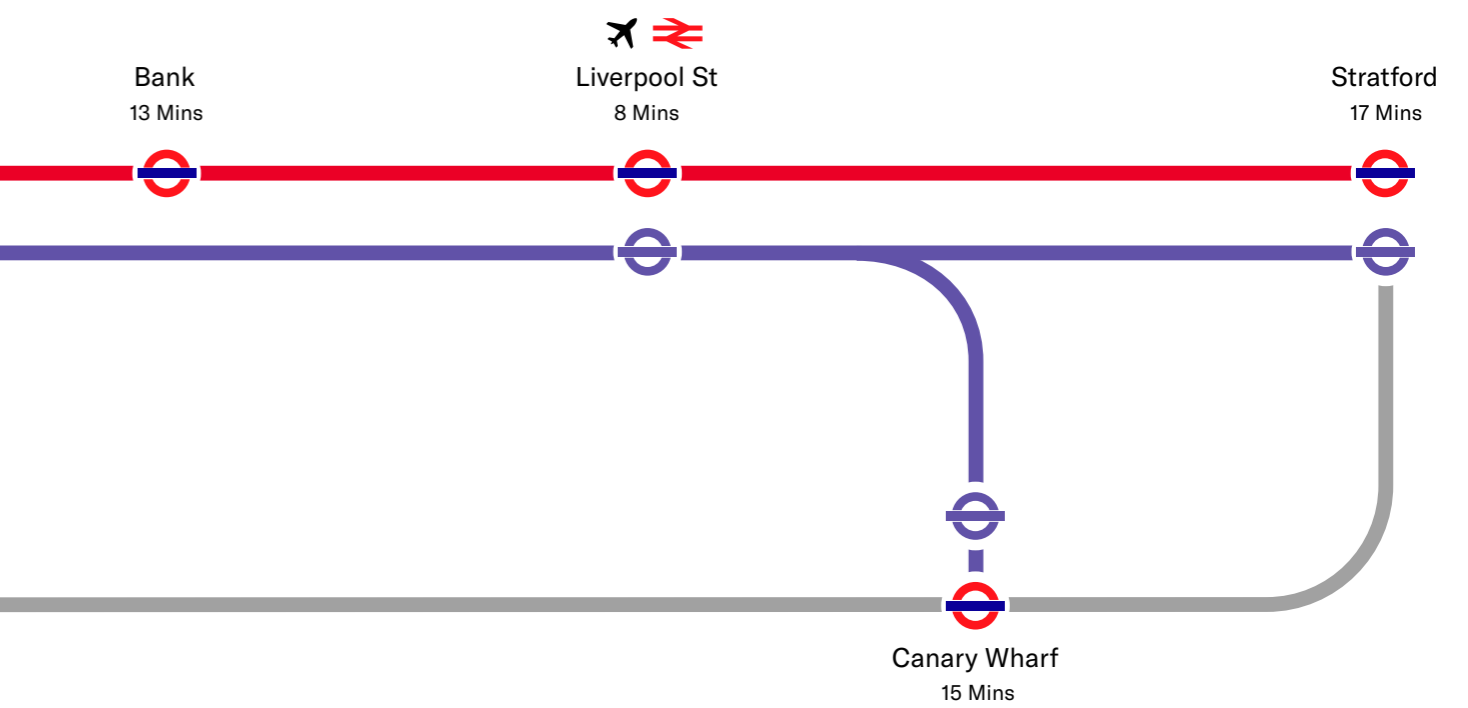 Bank
13 Mins
Liverpool St
8 Mins
Stratford
17 Mins
Canary Wharf
15 Mins